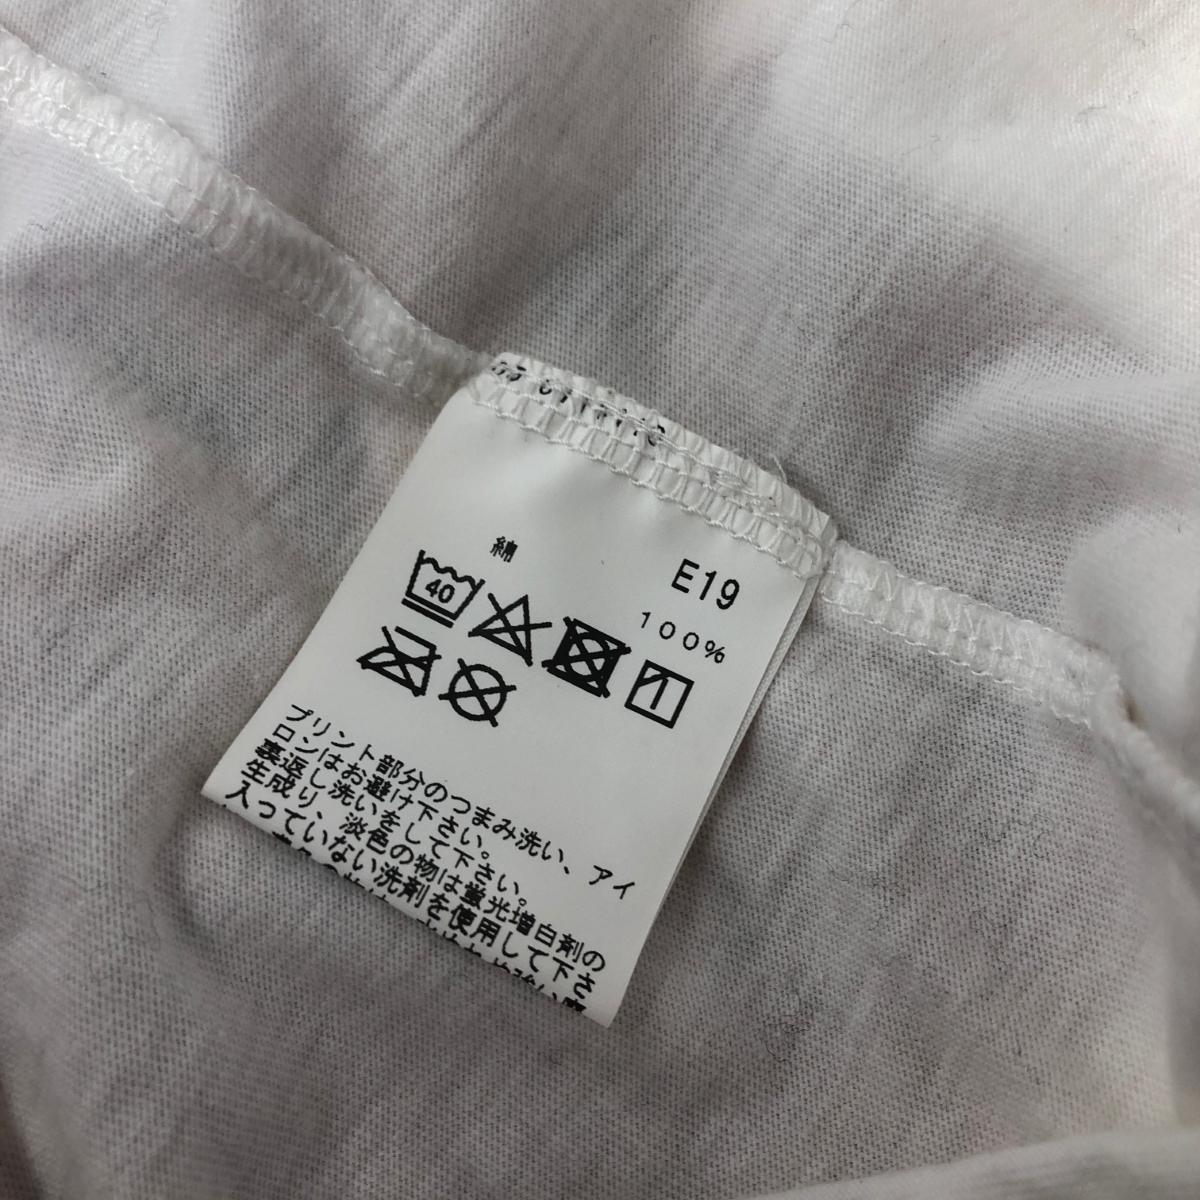 E19
綿 100%
40
プリント部分のつまみ洗い、アイ
ロンはお避け下さい。
裏返し洗いをして下さい。
生成り、淡色の物は蛍光増白剤の
入っていない洗剤を使用して下さ